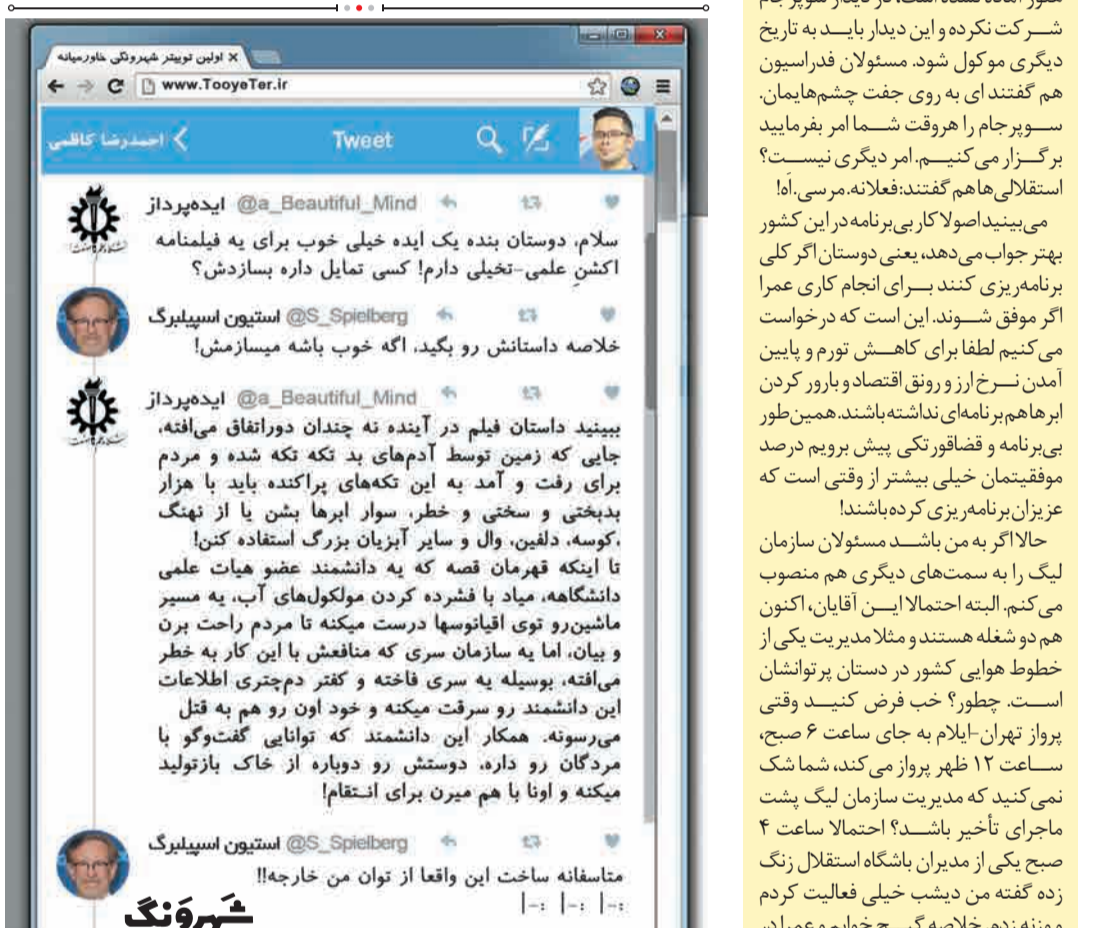 اولین توییتر شهرونگی خاورمیانه
www.TooyeTer.ir
احمدرضا کاظمی
Tweet
ایده‌پرداز @a_Beautiful_Mind
سلام، دوستان بنده یک ایده خیلی خوب برای یه فیلمنامه
اکشنِ علمی-تخیلی دارم! کسی تمایل داره بسازدش؟
استیون اسپیلبرگ @S_Spielberg
خلاصه داستانش رو بگید، اگه خوب باشه میسازمش!
ایده‌پرداز @a_Beautiful_Mind
ببینید داستان فیلم در آینده نه چندان دوراتفاق می‌افته،
جایی که زمین توسط آدم‌های بد تکه تکه شده و مردم
برای رفت و آمد به این تکه‌های پراکنده باید با هزار
بدبختی و سختی و خطر، سوار ابرها بشن یا از نهنگ
،کوسه، دلفین، وال و سایر آبزیان بزرگ استفاده کنن!
تا اینکه قهرمان قصه که یه دانشمند عضو هیات علمی
دانشگاهه، میاد با فشرده کردن مولکول‌های آب، یه مسیر
ماشین‌رو توی اقیانوسها درست میکنه تا مردم راحت برن
و بیان، اما یه سازمان سری که منافعش با این کار به خطر
می‌افته، بوسیله یه سری فاخته و کفتر دم‌چتری اطلاعات
این دانشمند رو سرقت میکنه و خود اون رو هم به قتل
می‌رسونه. همکار این دانشمند که توانایی گفت‌وگو با
مردگان رو داره، دوستش رو دوباره از خاک بازتولید
میکنه و اونا با هم میرن برای انـتقام!
استیون اسپیلبرگ @S_Spielberg
متاسفانه ساخت این واقعا از توان من خارجه!!
:-| :-| :-|
شهرونگ
شــرکت نکرده و این دیدار بایــد به تاریخ
دیگری موکول شود. مسئولان فدراسیون
هم گفتند ای به روی جفت چشم‌هایمان.
ســوپرجام را هروقت شــما امر بفرمایید
برگــزار می‌کنیــم. امر دیگری نیســت؟
استقلالی‌ها هم گفتند: فعلا نه. مرسی. اَه!
می‌بینید اصولا کار بی‌برنامه در این کشور
بهتر جواب می‌دهد، یعنی دوستان اگر کلی
برنامه‌ریزی کنند بــرای انجام کاری عمرا
اگر موفق شــوند. این است که درخواست
می‌کنیم لطفا برای کاهــش تورم و پایین
آمدن نــرخ ارز و رونق اقتصاد و بارور کردن
ابرها هم برنامه‌ای نداشته باشند. همین‌طور
بی‌برنامه و قضاقورتکی پیش برویم درصد
موفقیتمان خیلی بیشتر از وقتی است که
عزیزان برنامه‌ریزی کرده باشند!
حالا اگر به من باشــد مسئولان سازمان
لیگ را به سمت‌های دیگری هم منصوب
می‌کنم. البته احتمالا ایــن آقایان، اکنون
هم دو شغله هستند و مثلا مدیریت یکی از
خطوط هوایی کشور در دستان پرتوانشان
اســت. چطور؟ خب فرض کنیــد وقتی
پرواز تهران-ایلام به جای ساعت ۶ صبح،
ســاعت ۱۲ ظهر پرواز می‌کند، شما شک
نمی‌کنید که مدیریت سازمان لیگ پشت
ماجرای تأخیر باشــد؟ احتمالا ساعت ۴
صبح یکی از مدیران باشگاه استقلال زنگ
زده گفته من دیشب خیلی فعالیت کردم